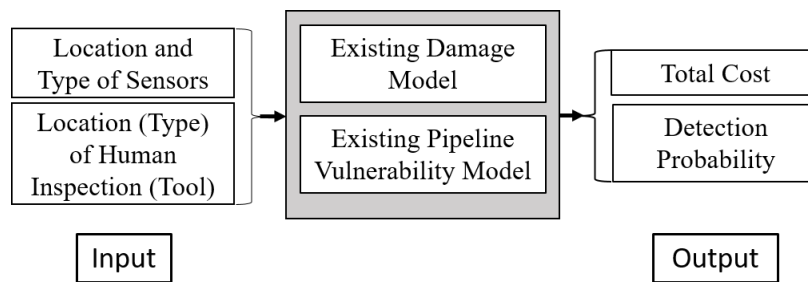 Location and
Type of Sensors
Location (Type)
of Human
Inspection (Tool)
Existing Damage
Model
Existing Pipeline
Vulnerability Model
Total Cost
Detection
Probability
Input
Output